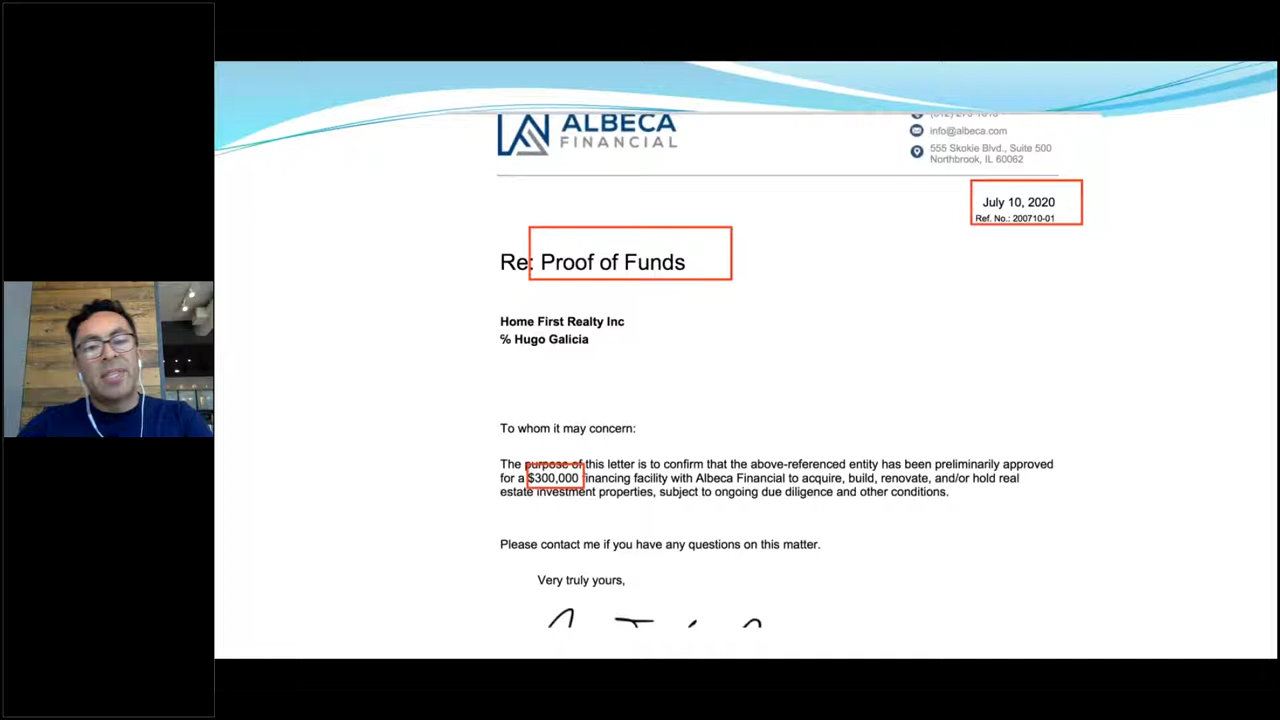 ALBECA
FINANCIAL
info@albeca.com
555 Skokie Blvd., Suite 500
Northbrook, IL 60062
July 10, 2020
Ref. No.: 200710-01
Re: Proof of Funds
Home First Realty Inc
℅ Hugo Galicia
To whom it may concern:
The purpose of this letter is to confirm that the above-referenced entity has been preliminarily approved
for a $300,000 financing facility with Albeca Financial to acquire, build, renovate, and/or hold real
estate investment properties, subject to ongoing due diligence and other conditions.
Please contact me if you have any questions on this matter.
Very truly yours,